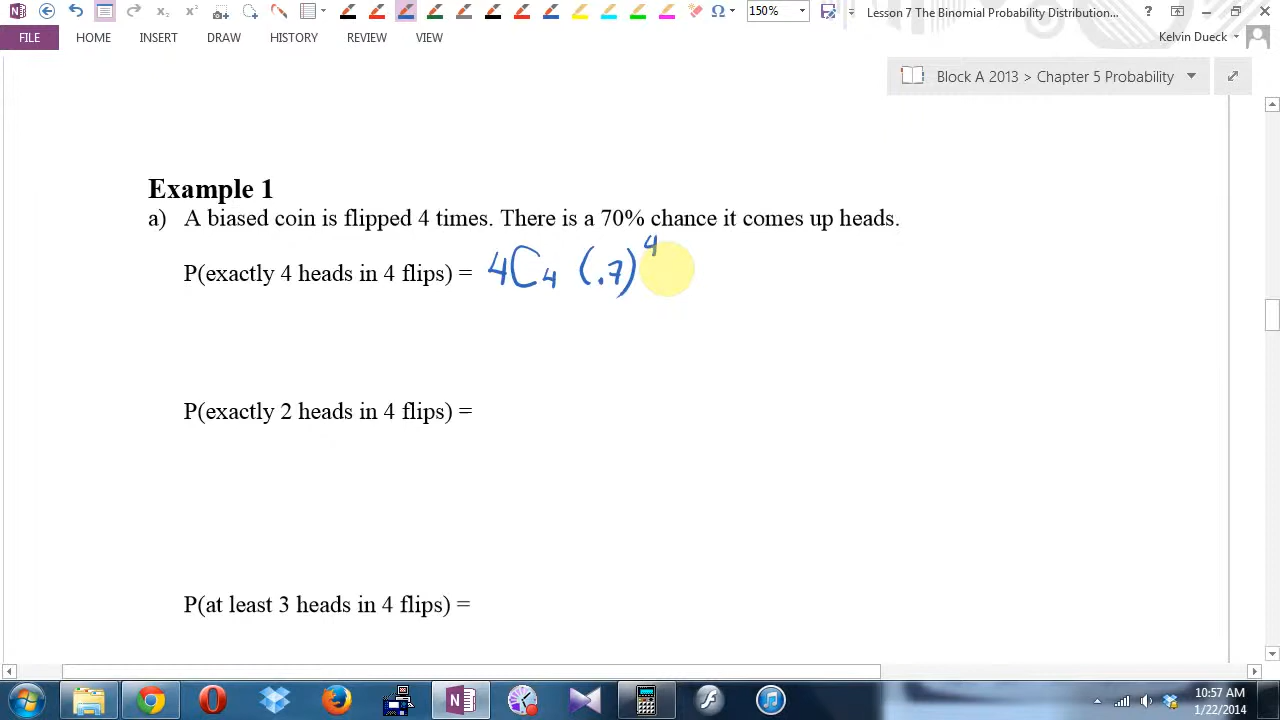 150%
Lesson 7 The Binomial Probability Distribution...
FILE HOME INSERT DRAW HISTORY REVIEW VIEW
Kelvin Dueck
Block A 2013 > Chapter 5 Probability
Example 1
a) A biased coin is flipped 4 times. There is a 70% chance it comes up heads.
P(exactly 4 heads in 4 flips) = 4C4 (.7)^4
P(exactly 2 heads in 4 flips) =
P(at least 3 heads in 4 flips) =
10:57 AM
1/22/2014